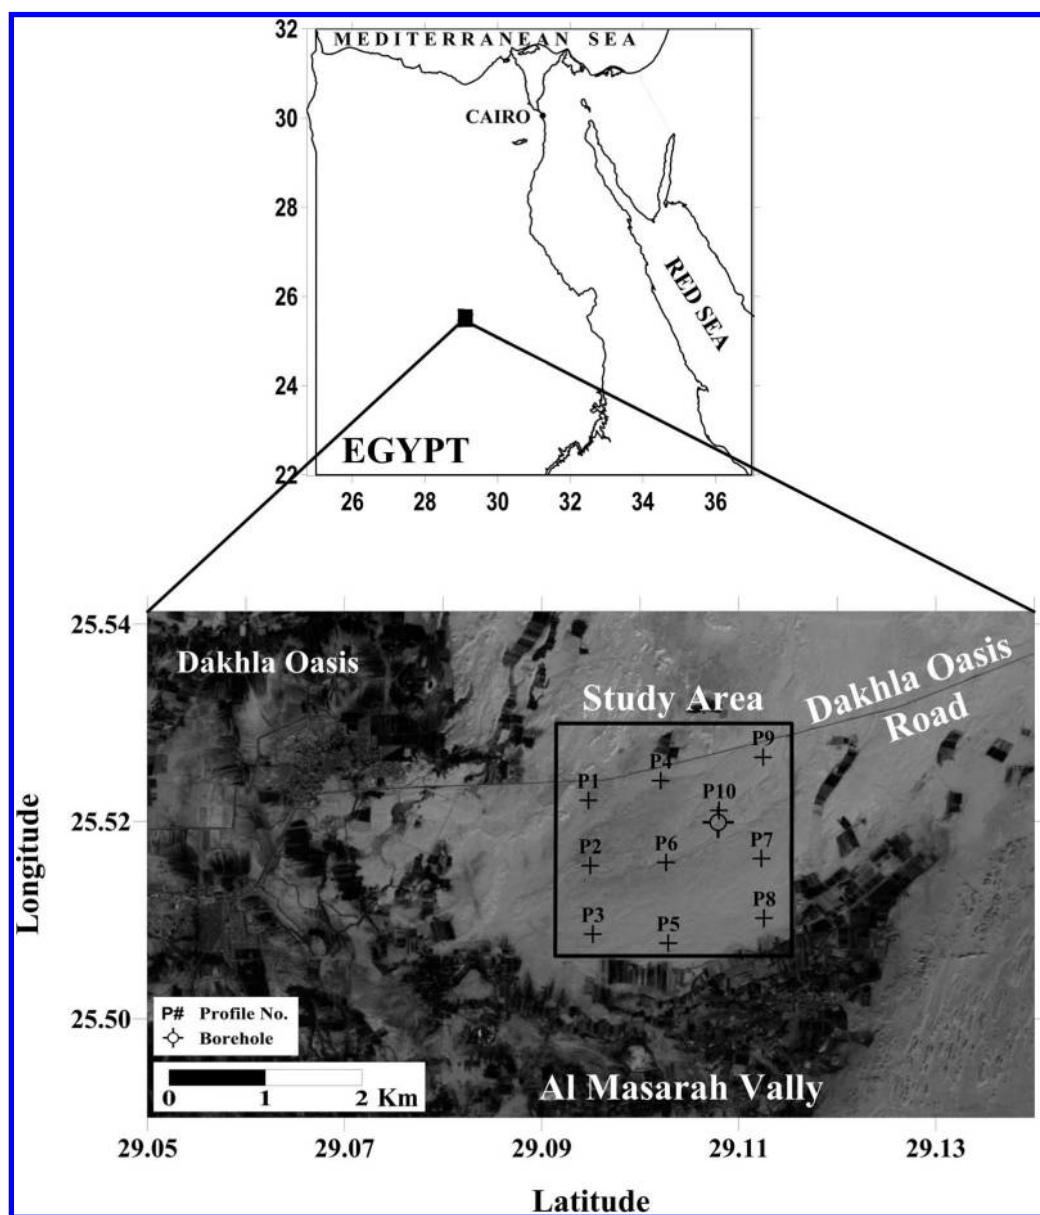 32
MEDITERRANEAN SEA
30
CAIRO
28
RED SEA
26
24
EGYPT
22
26 28 30 32 34 36
25.54
Dakhla Oasis
Dakhla Oasis
Road
Study Area
P9
P4
P1
P10
25.52
P2
P6
P7
P8
P3
P5
Longitude
25.50
P# Profile No.
Borehole
0 1 2 Km
Al Masarah Vally
29.05 29.07 29.09 29.11 29.13
Latitude